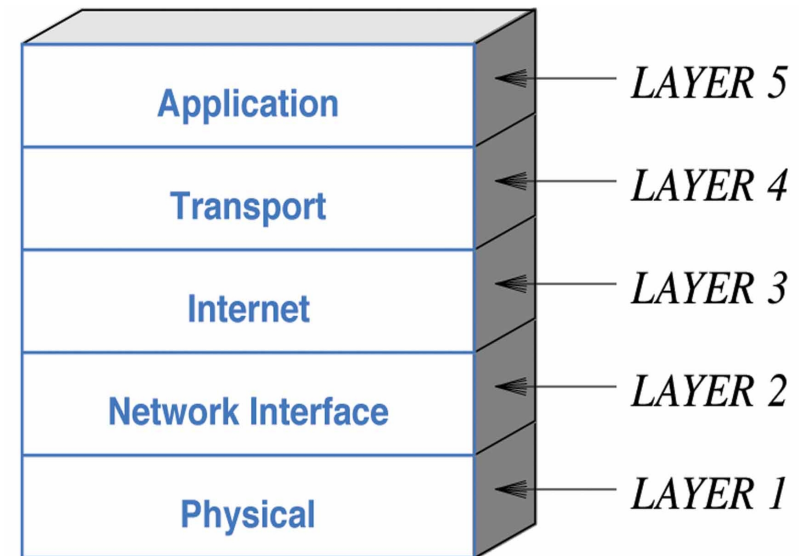 Application
LAYER 5
Transport
LAYER 4
Internet
LAYER 3
Network Interface
LAYER 2
Physical
LAYER 1